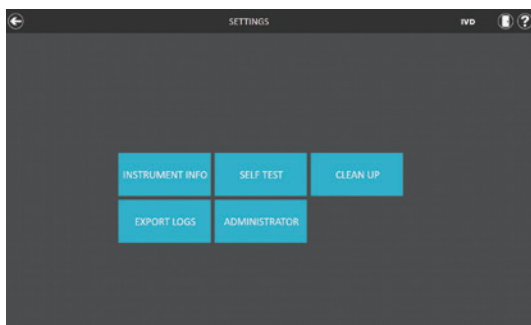 SETTINGS IVD ?
INSTRUMENT INFO SELF TEST CLEAN UP
EXPORT LOGS ADMINISTRATOR